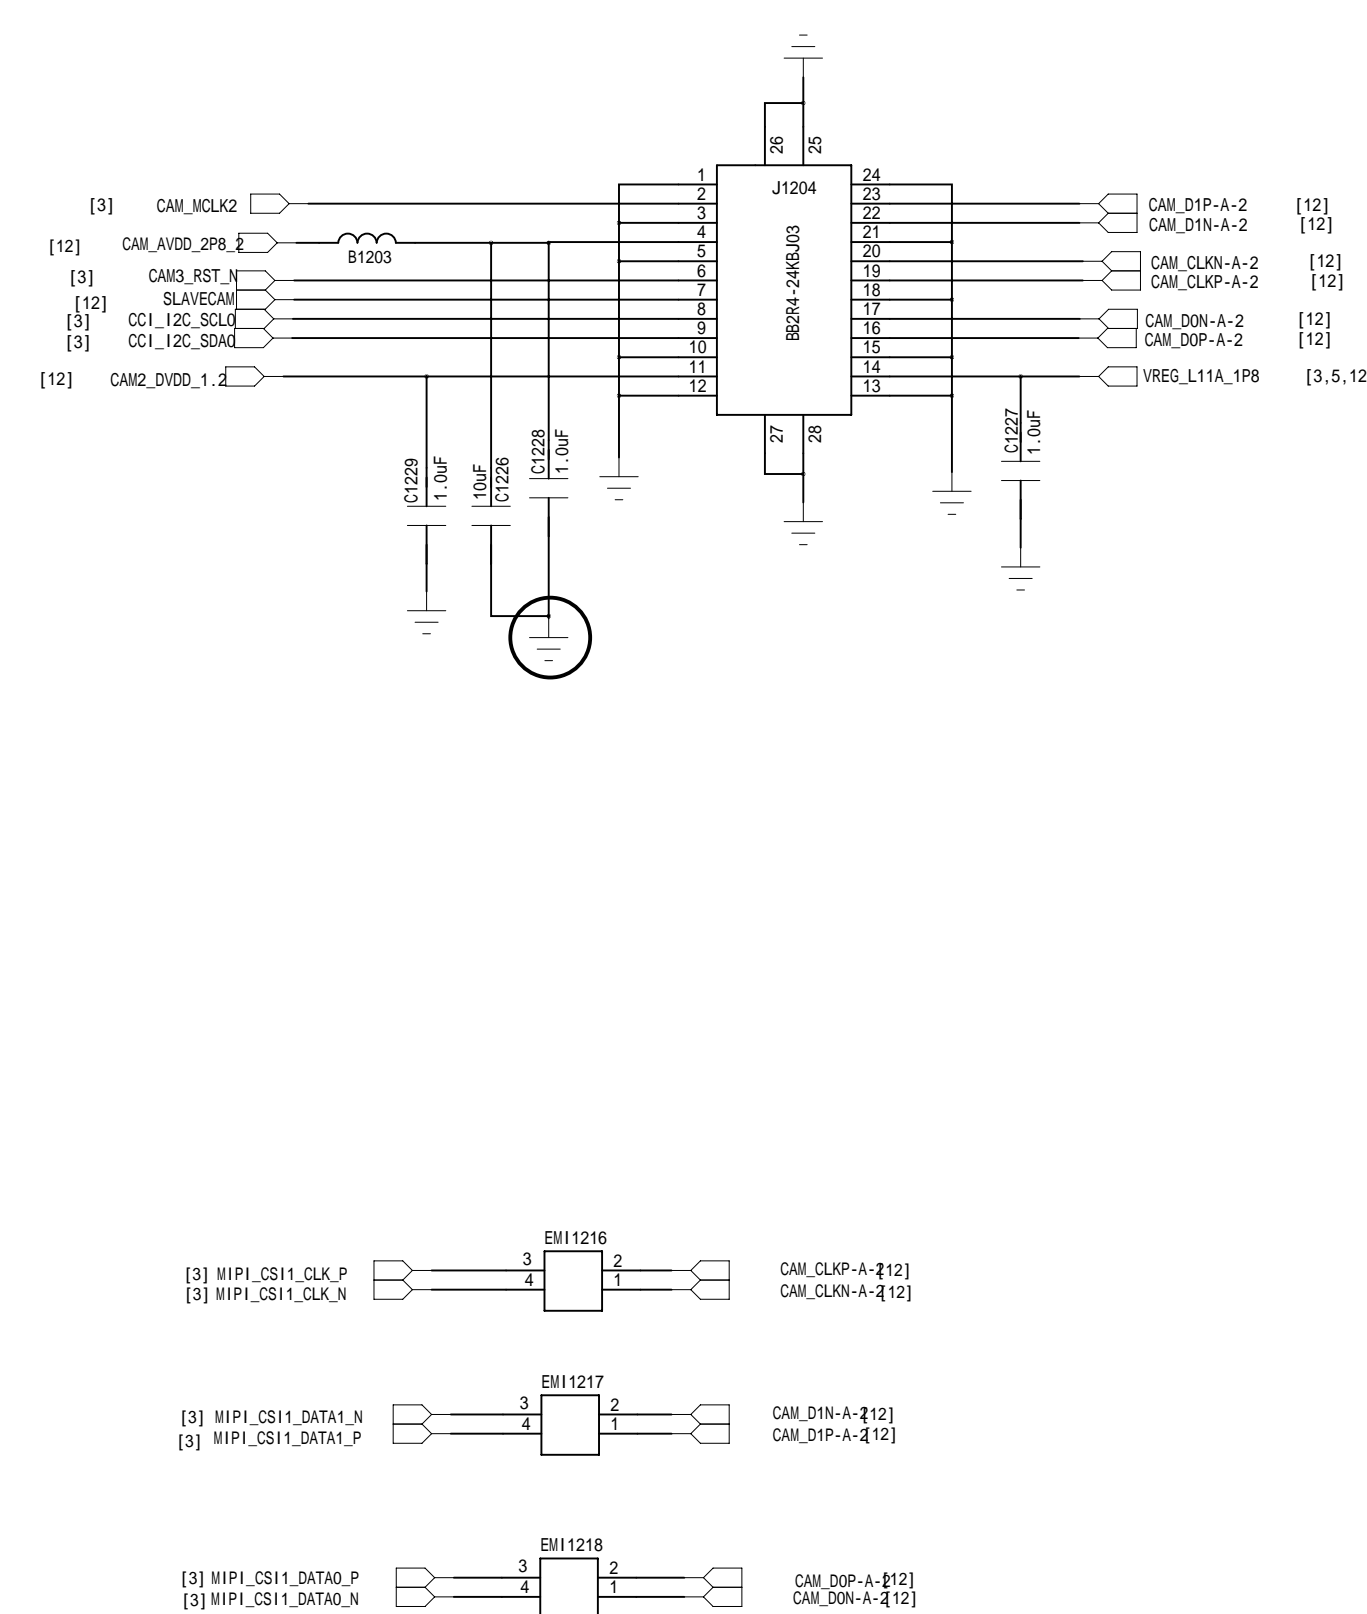 26
25
1
24
J1204
2
23
[3] CAM_MCLK2
CAM_D1P-A-2 [12]
3
22
CAM_D1N-A-2 [12]
4
21
[12] CAM_AVDD_2P8_2
B1203
BB2R4-24KBJ03
5
20
CAM_CLKN-A-2 [12]
6
19
[3] CAM3_RST_N
CAM_CLKP-A-2 [12]
7
18
[12] SLAVECAM
8
17
[3] CCI_I2C_SCL0
CAM_D0N-A-2 [12]
9
16
[3] CCI_I2C_SDA0
CAM_D0P-A-2 [12]
10
15
11
14
[12] CAM2_DVDD_1.2
VREG_L11A_1P8 [3,5,12
12
13
27
28
C1229
1.0uF
10uF
C1226
C1228
1.0uF
C1227
1.0uF
EMI1216
3
2
[3] MIPI_CSI1_CLK_P
CAM_CLKP-A-2 [12]
4
1
[3] MIPI_CSI1_CLK_N
CAM_CLKN-A-2 [12]
EMI1217
3
2
[3] MIPI_CSI1_DATA1_N
CAM_D1N-A-2 [12]
4
1
[3] MIPI_CSI1_DATA1_P
CAM_D1P-A-2 [12]
EMI1218
3
2
[3] MIPI_CSI1_DATA0_P
CAM_D0P-A-2 [12]
4
1
[3] MIPI_CSI1_DATA0_N
CAM_D0N-A-2 [12]